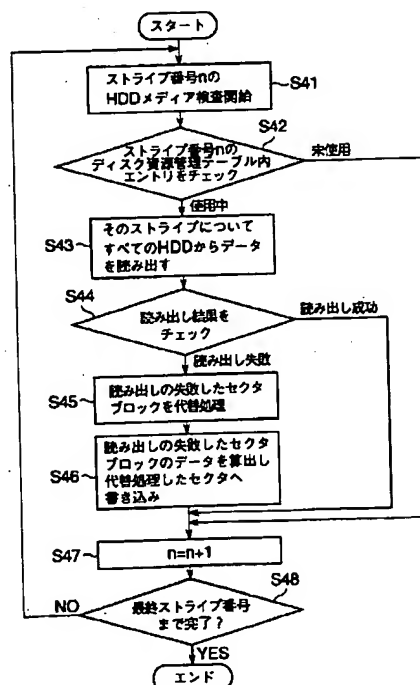 スタート
ストライプ番号nの
HDDメディア検査開始
S41
S42
ストライプ番号nの
ディスク資源管理テーブル内
エントリをチェック
未使用
使用中
S43
そのストライプについて
すべてのHDDからデータ
を読み出す
S44
読み出し結果を
チェック
読み出し成功
読み出し失敗
S45
読み出しの失敗したセクタ
ブロックを代替処理
S46
読み出しの失敗したセクタ
ブロックのデータを算出し
代替処理したセクタへ
書き込み
S47
n=n+1
S48
NO
最終ストライプ番号
まで完了?
YES
エンド